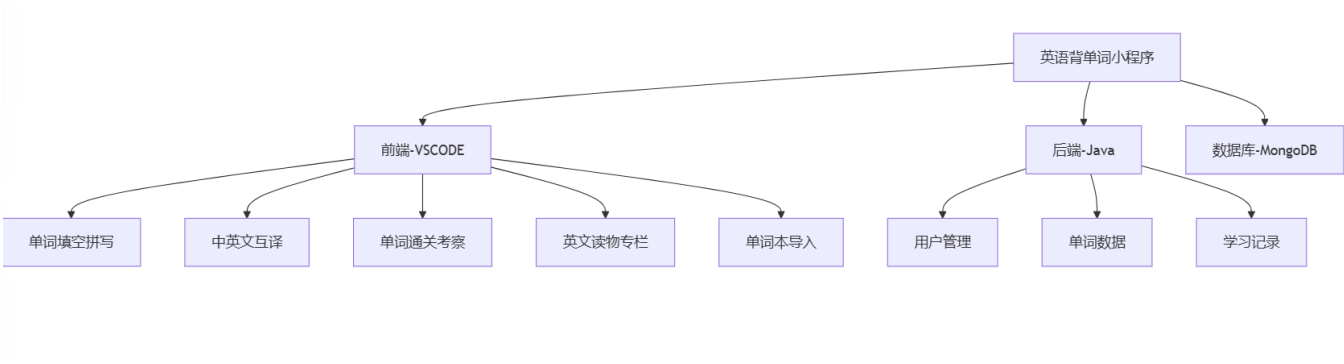 英语背单词小程序
前端-VSCODE
后端-Java
数据库-MongoDB
单词填空拼写
中英文互译
单词通关考察
英文读物专栏
单词本导入
用户管理
单词数据
学习记录